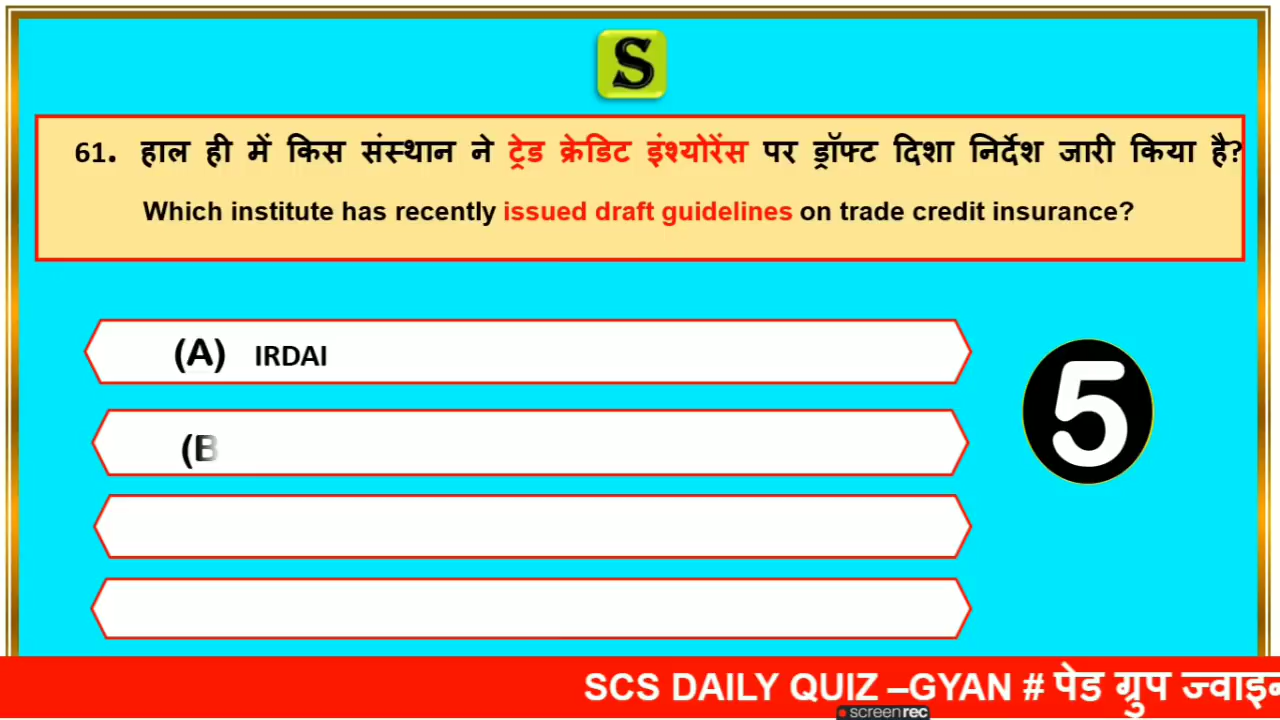 S
61. हाल ही में किस संस्थान ने ट्रेड क्रेडिट इंश्योरेंस पर ड्रॉफ्ट दिशा निर्देश जारी किया है?
Which institute has recently issued draft guidelines on trade credit insurance?
(A) IRDAI
5
(B
SCS DAILY QUIZ –GYAN # पेड ग्रुप ज्वाइन
screenrec